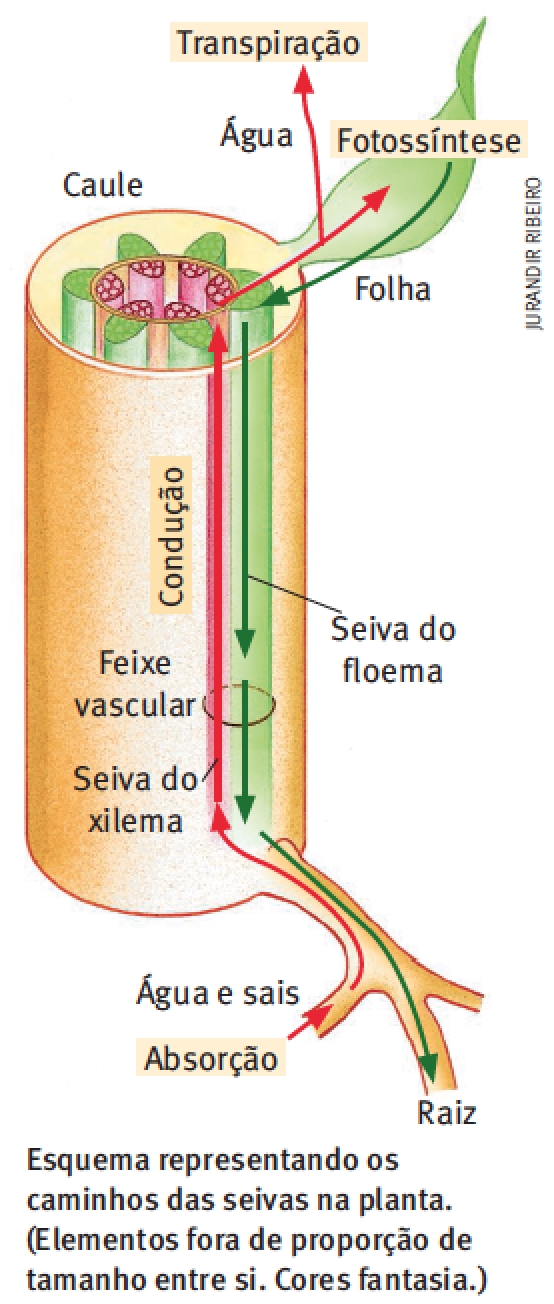 Transpiração
Água
Fotossíntese
Caule
JURANDIR RIBEIRO
Folha
Condução
Seiva do
floema
Feixe
vascular
Seiva do
xilema
Água e sais
Absorção
Raiz
Esquema representando os
caminhos das seivas na planta.
(Elementos fora de proporção de
tamanho entre si. Cores fantasia.)